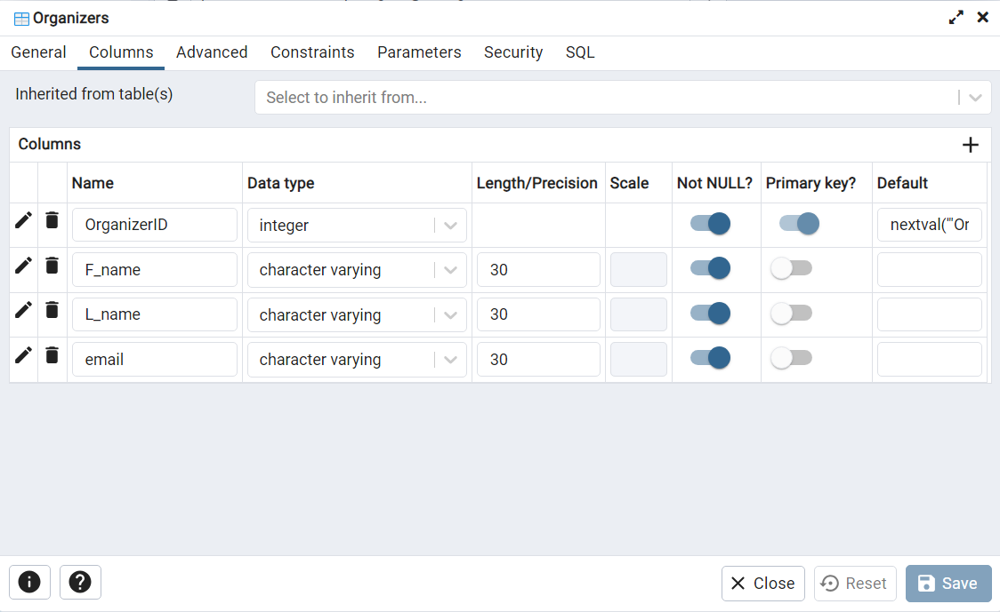 Organizers
General Columns Advanced Constraints Parameters Security SQL
Inherited from table(s) Select to inherit from...
Columns
Name Data type Length/Precision Scale Not NULL? Primary key? Default
OrganizerID integer nextval('"Or
F_name character varying 30
L_name character varying 30
email character varying 30
Close Reset Save